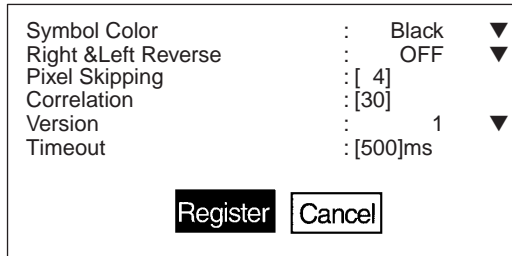 Symbol Color : Black ▼
Right &Left Reverse : OFF ▼
Pixel Skipping :[ 4]
Correlation :[30]
Version : 1 ▼
Timeout :[500]ms
Register Cancel